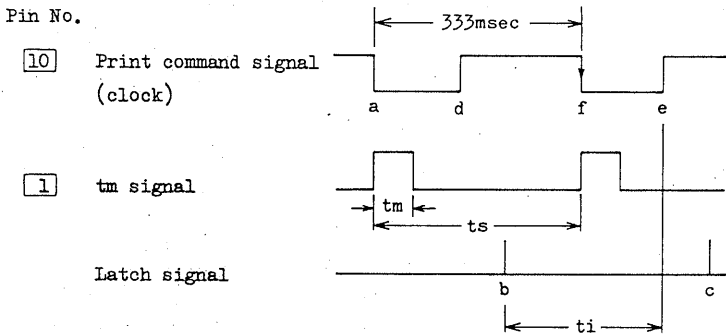 Pin No.
333msec
10 Print command signal
(clock)
a d f e
1 tm signal
tm
ts
Latch signal
b c
ti